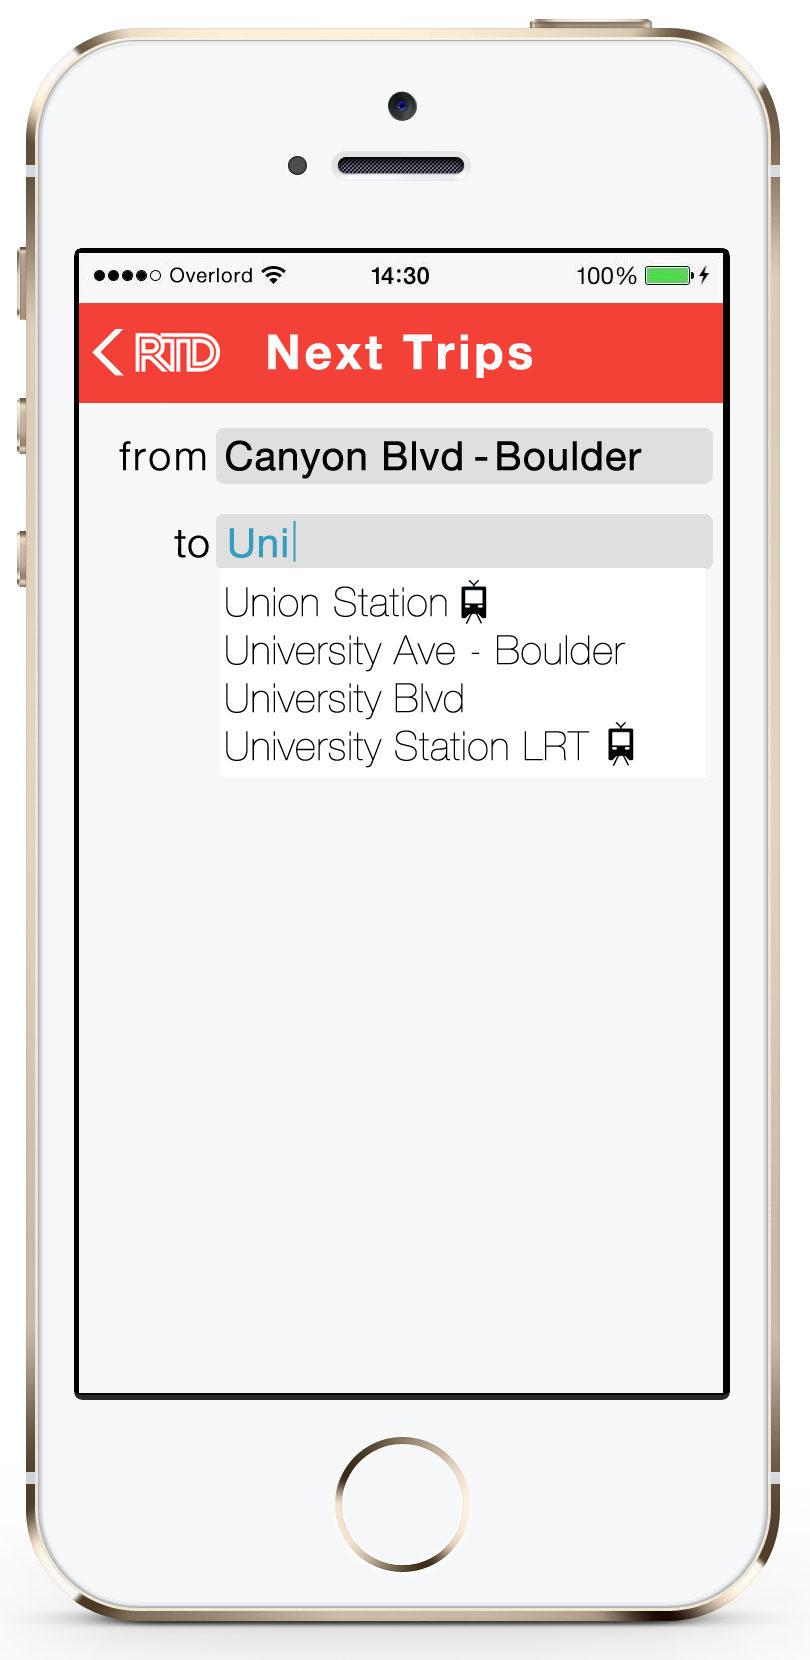 Overlord 14:30 100%
RTD Next Trips
from Canyon Blvd - Boulder
to Uni
Union Station
University Ave - Boulder
University Blvd
University Station LRT